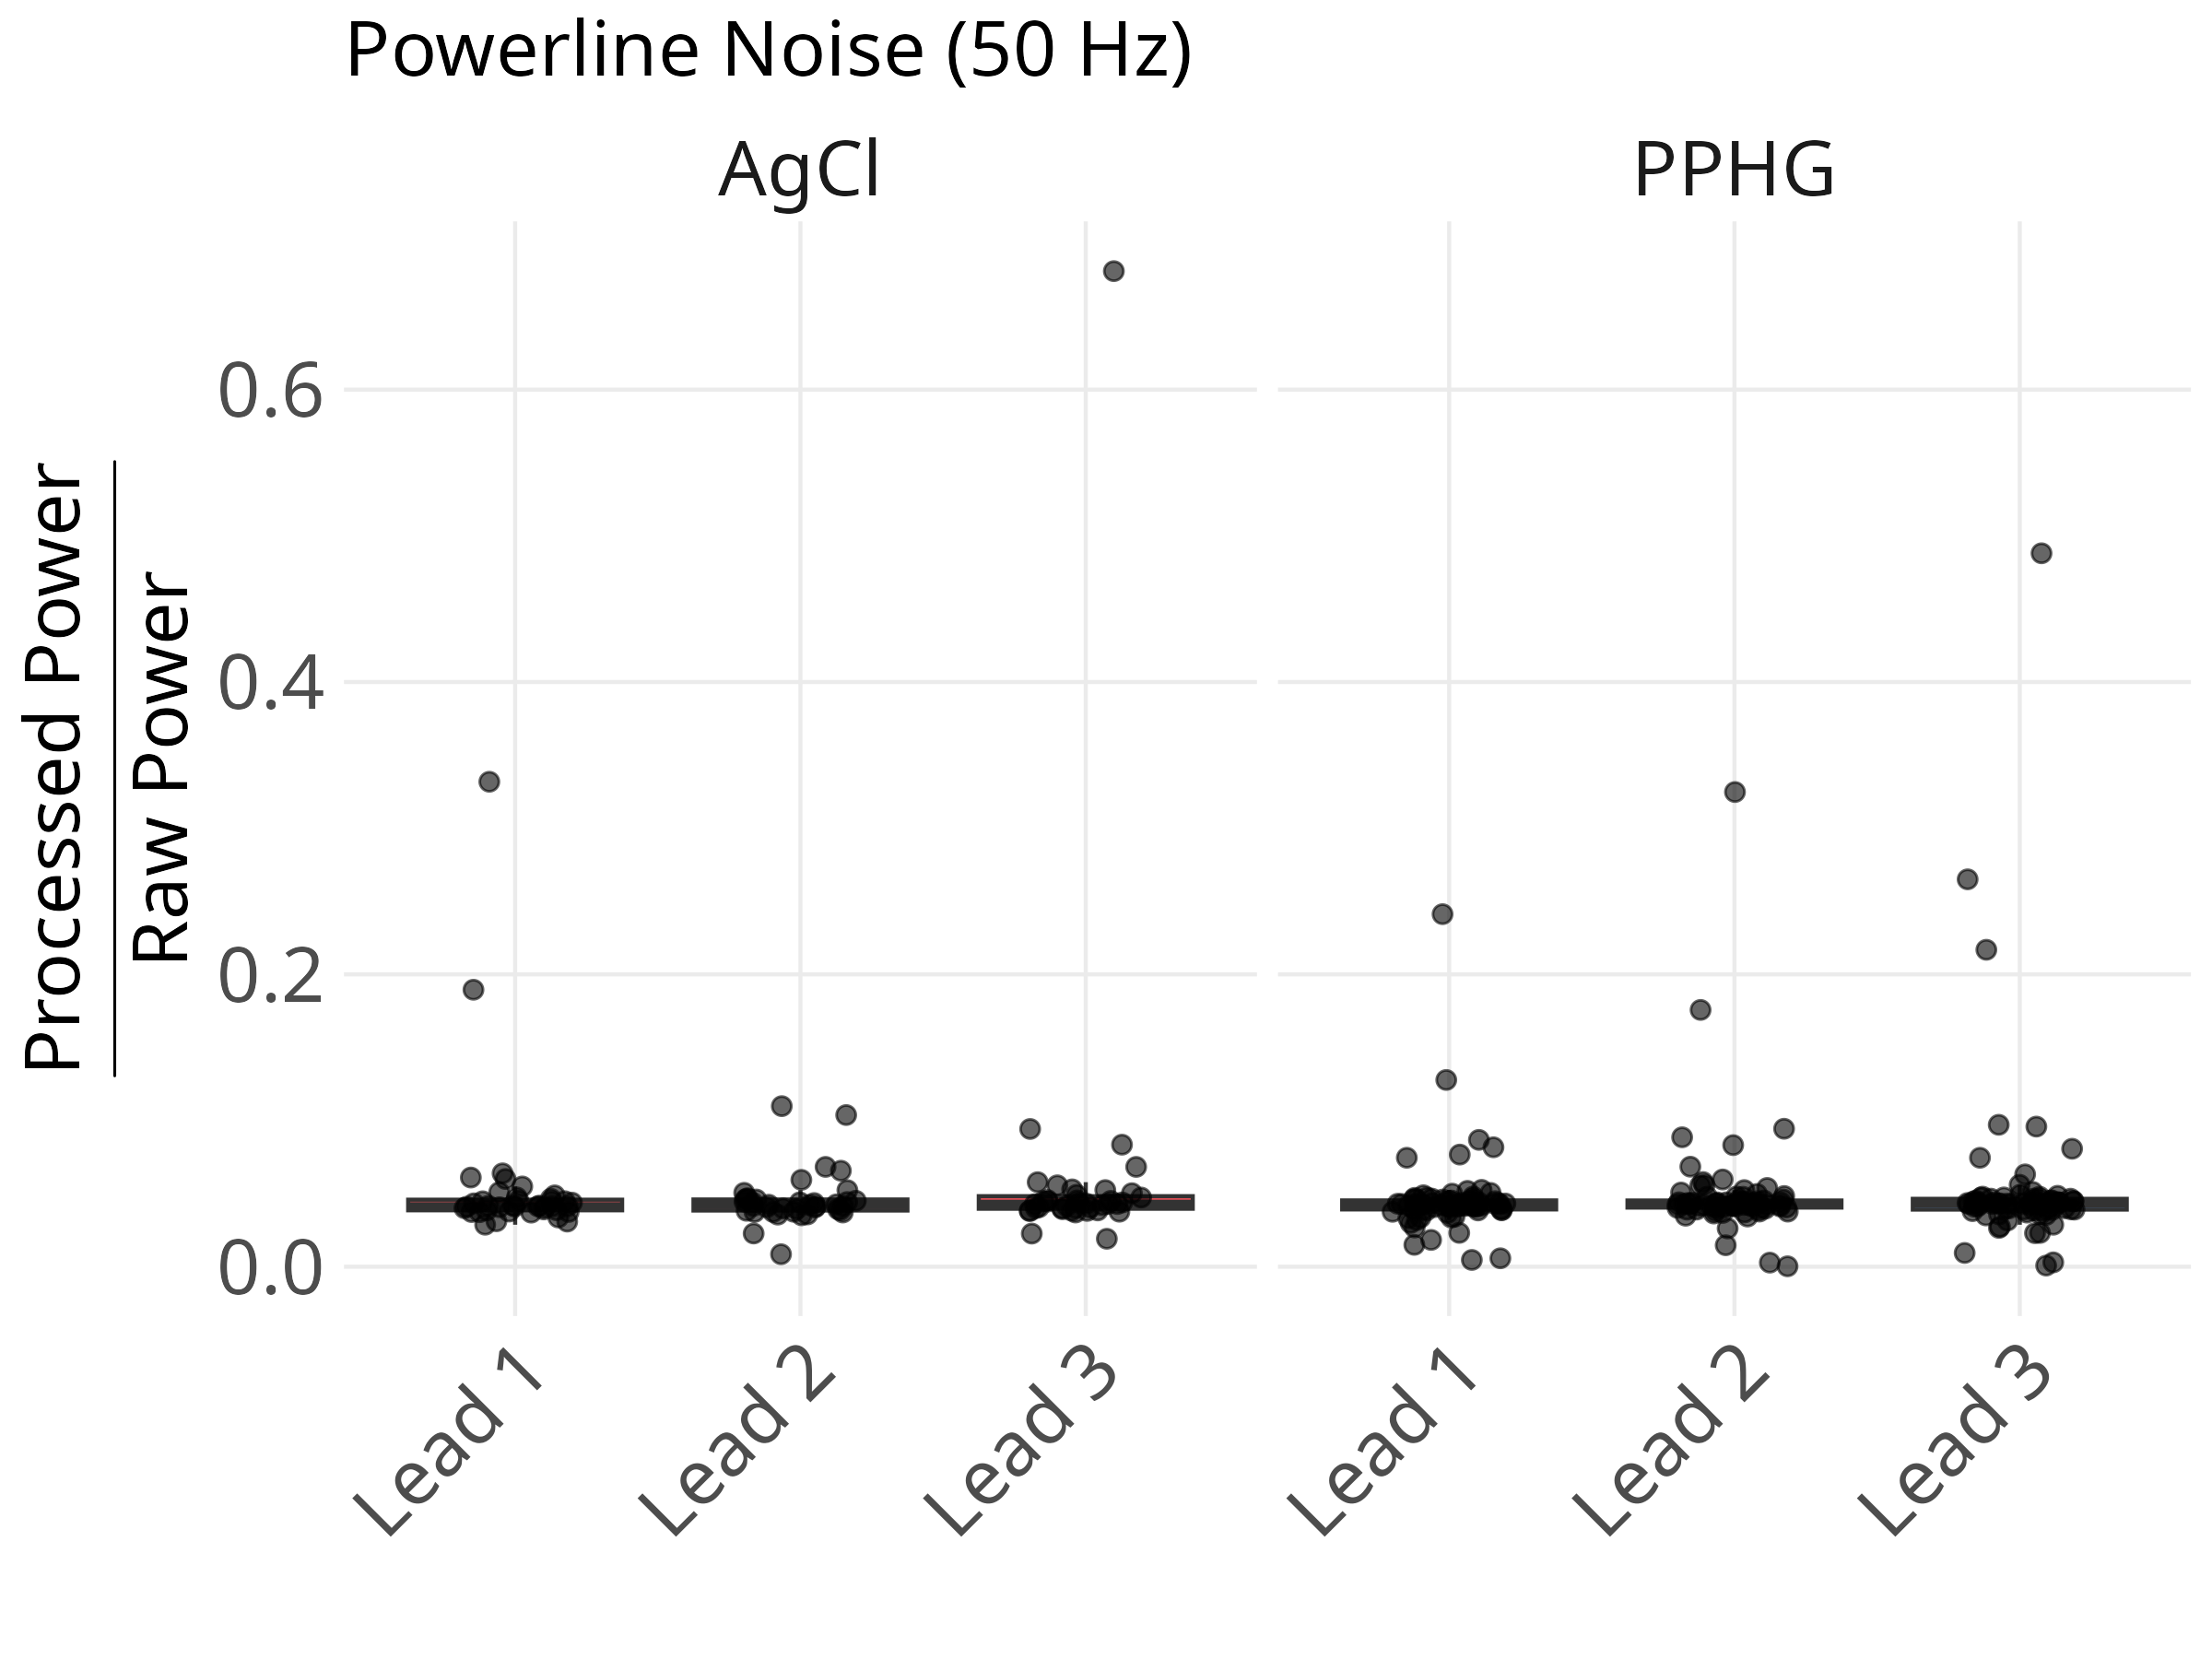 Powerline Noise (50 Hz)
AgCl
PPHG
Processed Power
Raw Power
0.6
0.4
0.2
0.0
Lead 1
Lead 2
Lead 3
Lead 1
Lead 2
Lead 3